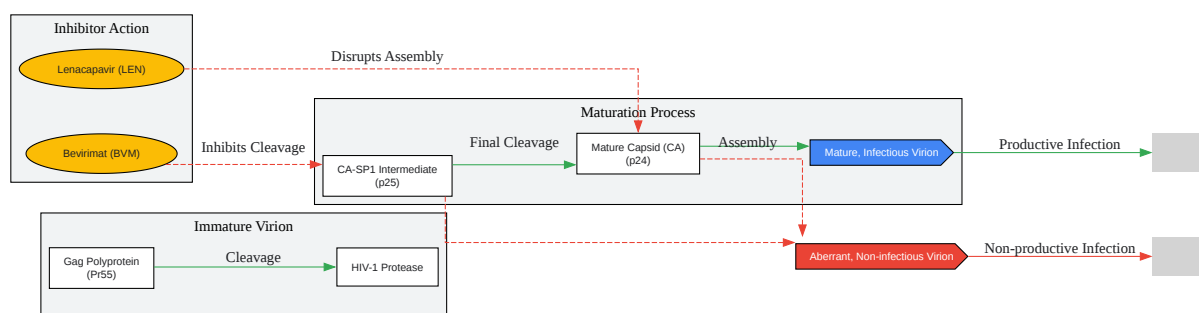 Inhibitor Action
Lenacapavir (LEN)
Disrupts Assembly
Bevirimat (BVM)
Inhibits Cleavage
Maturation Process
CA-SP1 Intermediate
(p25)
Final Cleavage
Mature Capsid (CA)
(p24)
Assembly
Mature, Infectious Virion
Productive Infection
Immature Virion
Gag Polyprotein
(Pr55)
Cleavage
HIV-1 Protease
Aberrant, Non-infectious Virion
Non-productive Infection